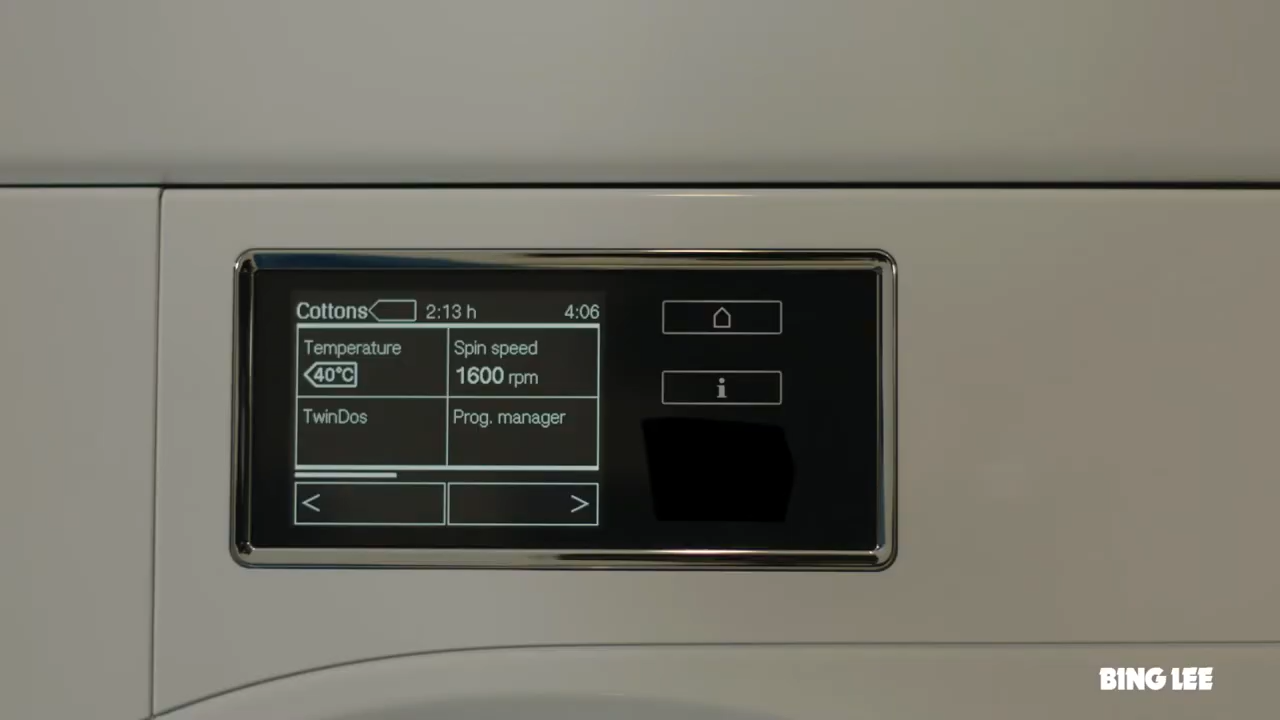 Cottons 2:13 h 4:06
Temperature
40°C
Spin speed
1600 rpm
TwinDos
Prog. manager
< >
i
BING LEE